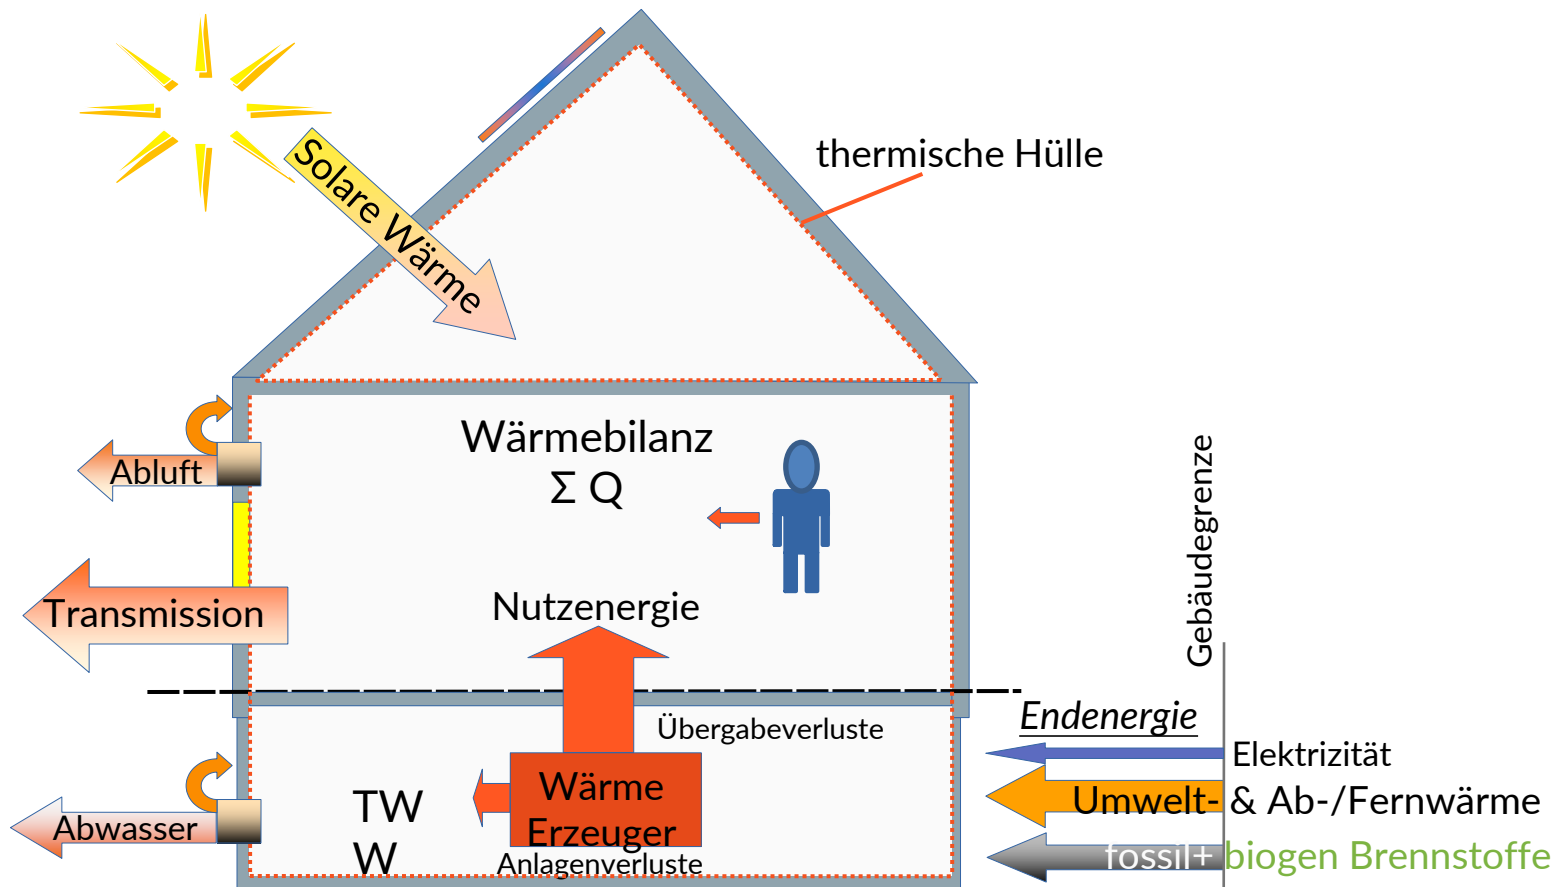 Solare Wärme
thermische Hülle
Wärmebilanz
Σ Q
Abluft
Transmission
Nutzenergie
Gebäudegrenze
Endenergie
Übergabeverluste
Elektrizität
Wärme
Erzeuger
TW
W
Umwelt- & Ab-/Fernwärme
Abwasser
Anlagenverluste
fossil+ biogen Brennstoffe